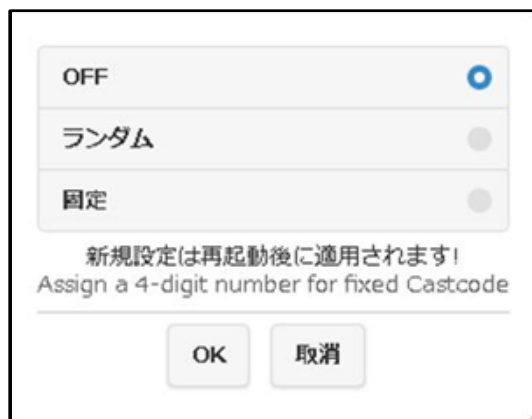 OFF
ランダム
固定
新規設定は再起動後に適用されます!
Assign a 4-digit number for fixed Castcode
OK
取消